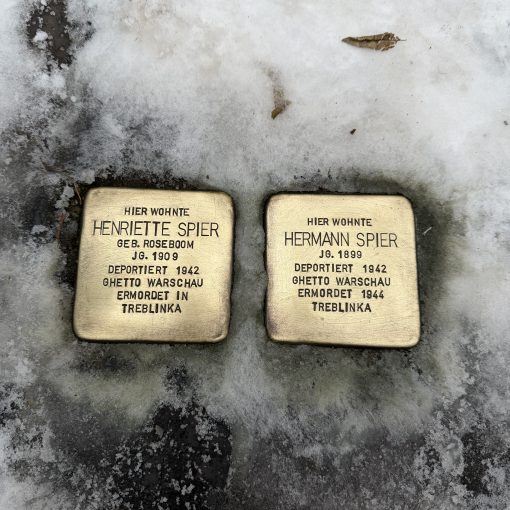 HIER WOHNTE
HENRIETTE SPIER
GEB. ROSEBOOM
JG. 1909
DEPORTIERT 1942
GHETTO WARSCHAU
ERMORDET IN
TREBLINKA
HIER WOHNTE
HERMANN SPIER
JG. 1899
DEPORTIERT 1942
GHETTO WARSCHAU
ERMORDET 1944
TREBLINKA